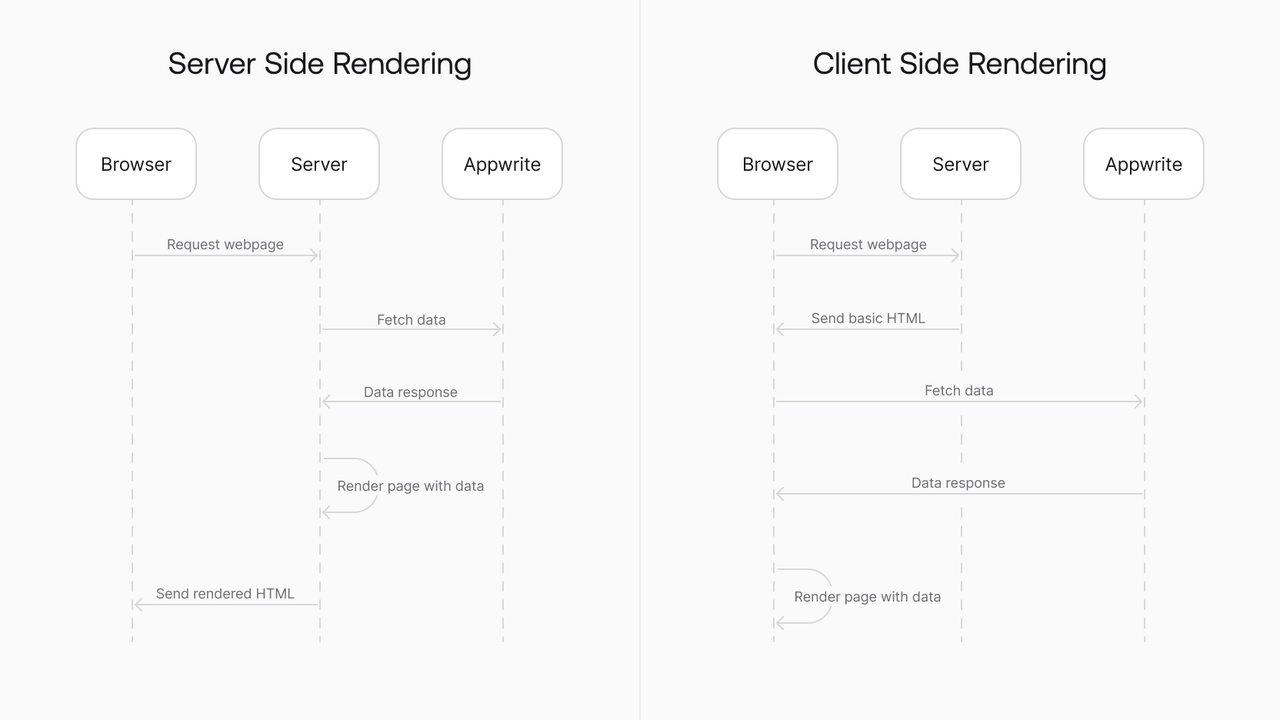 Server Side Rendering
Browser
Server
Appwrite
Request webpage
Fetch data
Data response
Render page with data
Send rendered HTML
Client Side Rendering
Browser
Server
Appwrite
Request webpage
Send basic HTML
Fetch data
Data response
Render page with data